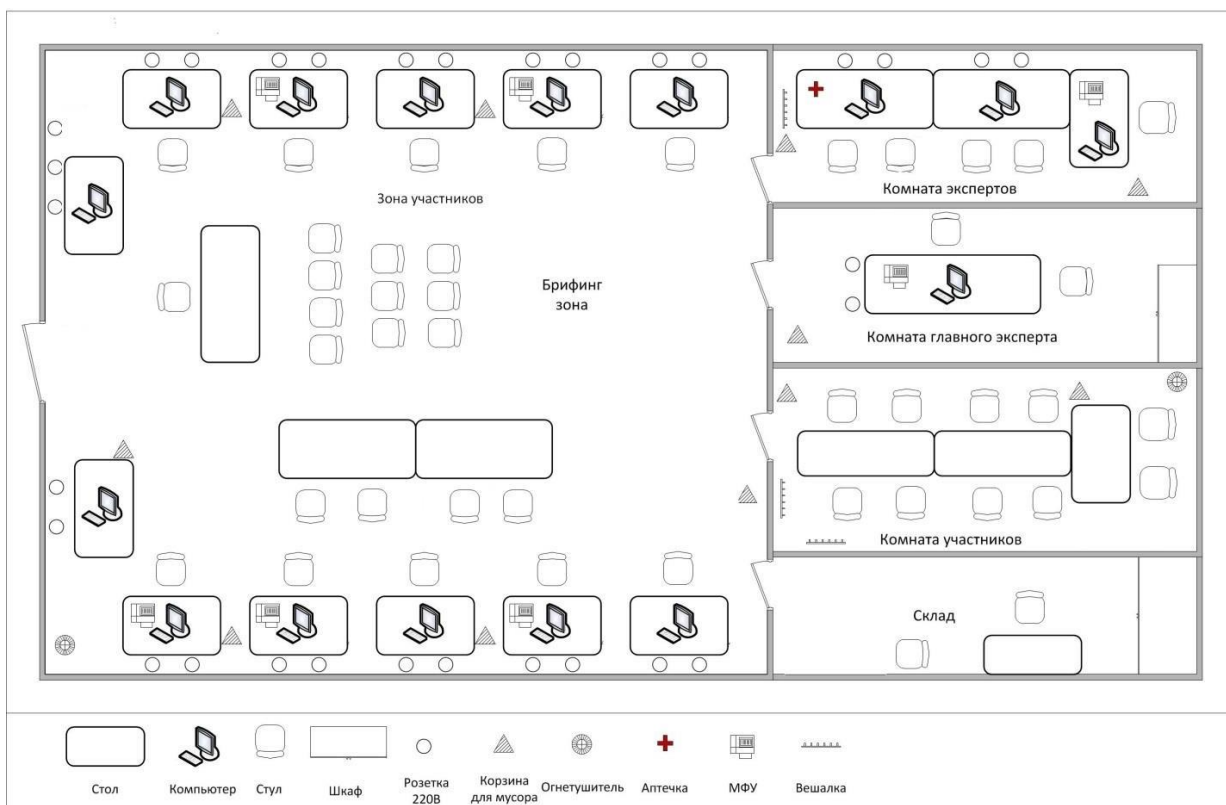 Зона участников
Комната экспертов
Брифинг
зона
Комната главного эксперта
Комната участников
Склад
Стол
Компьютер
Стул
Шкаф
Розетка
220В
Корзина
для мусора
Огнетушитель
Аптечка
МФУ
Вешалка